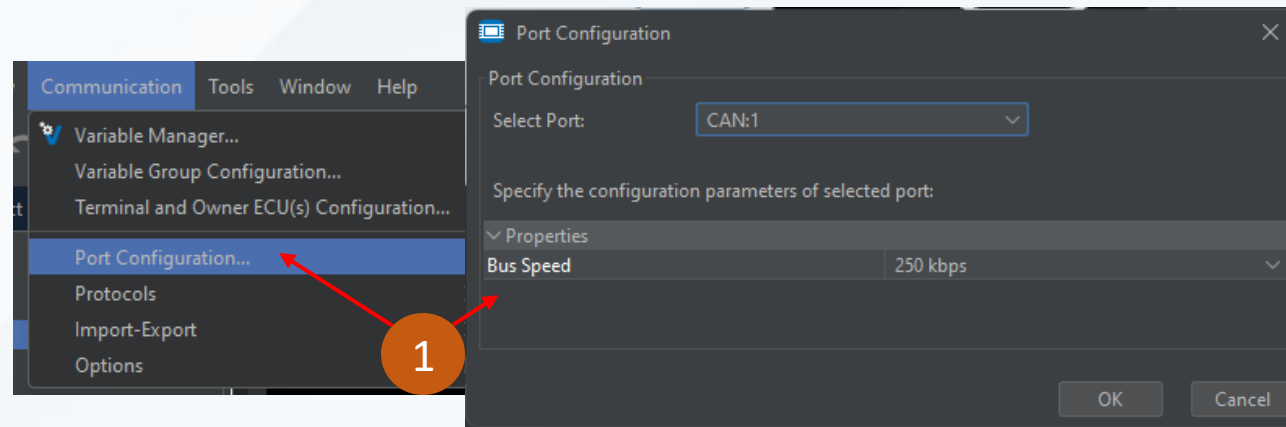 Communication Tools Window Help
Variable Manager...
Variable Group Configuration...
Terminal and Owner ECU(s) Configuration...
Port Configuration...
Protocols
Import-Export
Options
1
Port Configuration
Port Configuration
Select Port: CAN:1
Specify the configuration parameters of selected port:
Properties
Bus Speed 250 kbps
OK Cancel